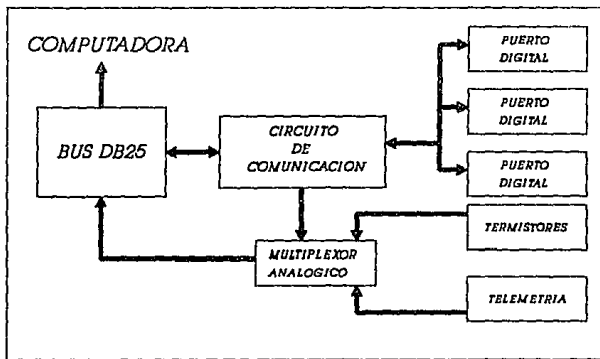 COMPUTADORA
BUS DB25
CIRCUITO
DE
COMUNICACION
PUERTO
DIGITAL
PUERTO
DIGITAL
PUERTO
DIGITAL
MULTIPLEXOR
ANALOGICO
TERMISTORES
TELEMETRIA